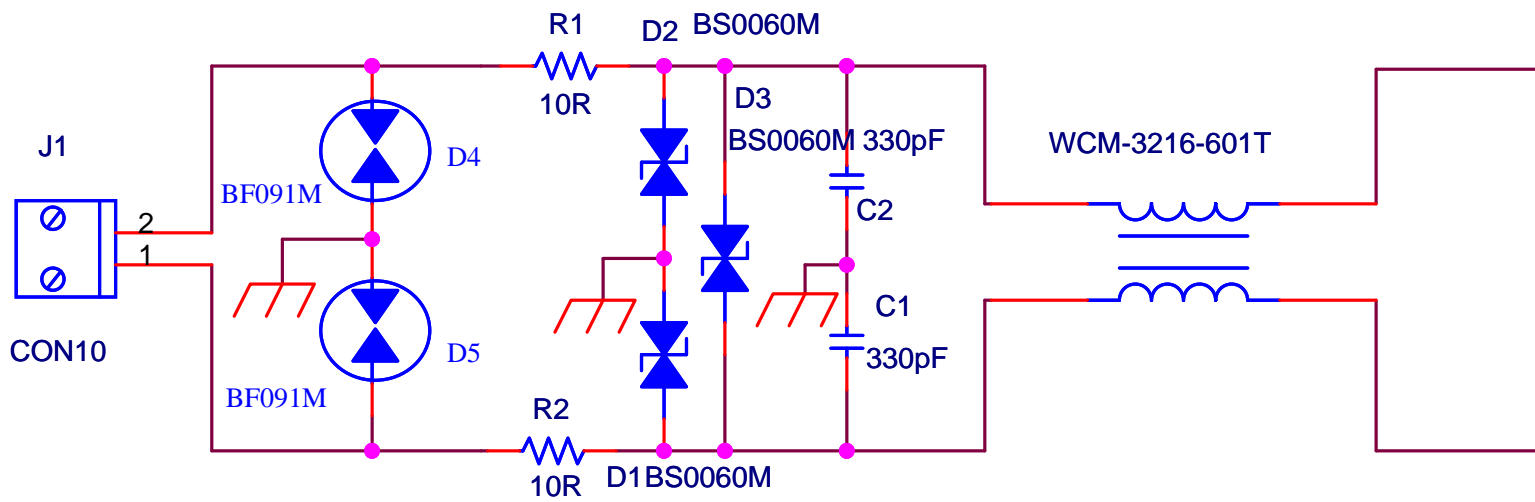 R1
D2 BS0060M
10R
D3
J1
D4
BS0060M 330pF
WCM-3216-601T
BF091M
C2
2
1
C1
CON10
D5
330pF
BF091M
R2
10R
D1BS0060M